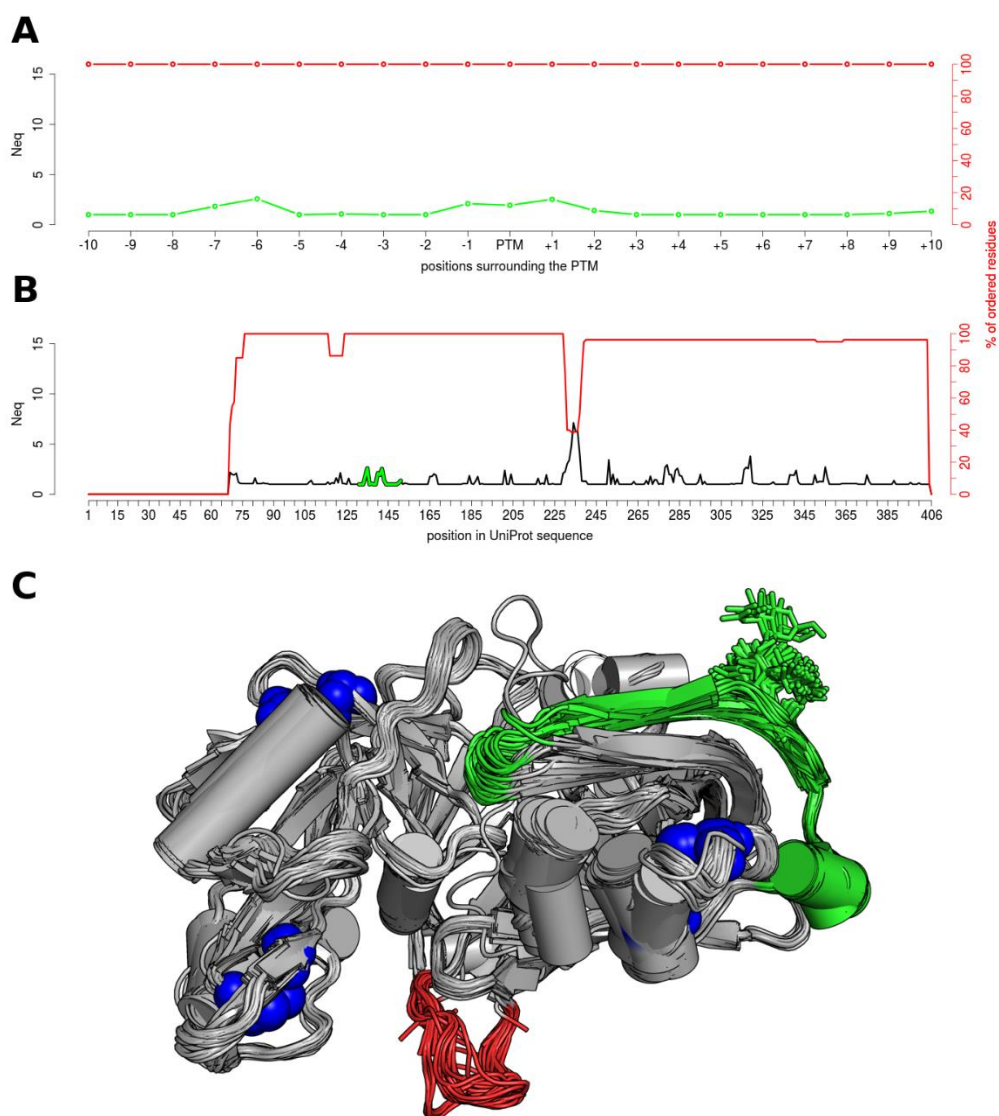 A
Neq
0 5 10 15
-10 -9 -8 -7 -6 -5 -4 -3 -2 -1 PTM +1 +2 +3 +4 +5 +6 +7 +8 +9 +10
positions surrounding the PTM
0 20 40 60 80 100
% of ordered residues
B
Neq
0 5 10 15
1 15 30 45 60 75 90 105 125 145 165 185 205 225 245 265 285 305 325 345 365 385 406
position in UniProt sequence
0 20 40 60 80 100
C